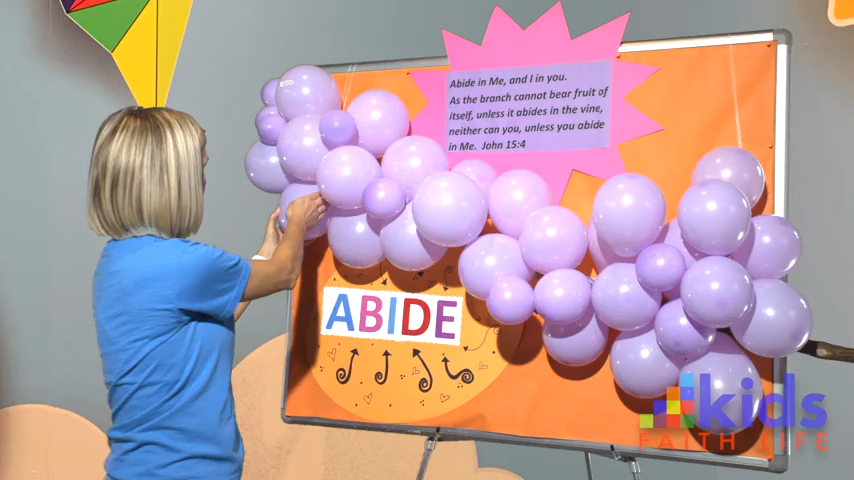 Abide in Me, and I in you.
As the branch cannot bear fruit of
itself, unless it abides in the vine,
neither can you, unless you abide
in Me. John 15:4
ABIDE
kids
FAITH LIFE